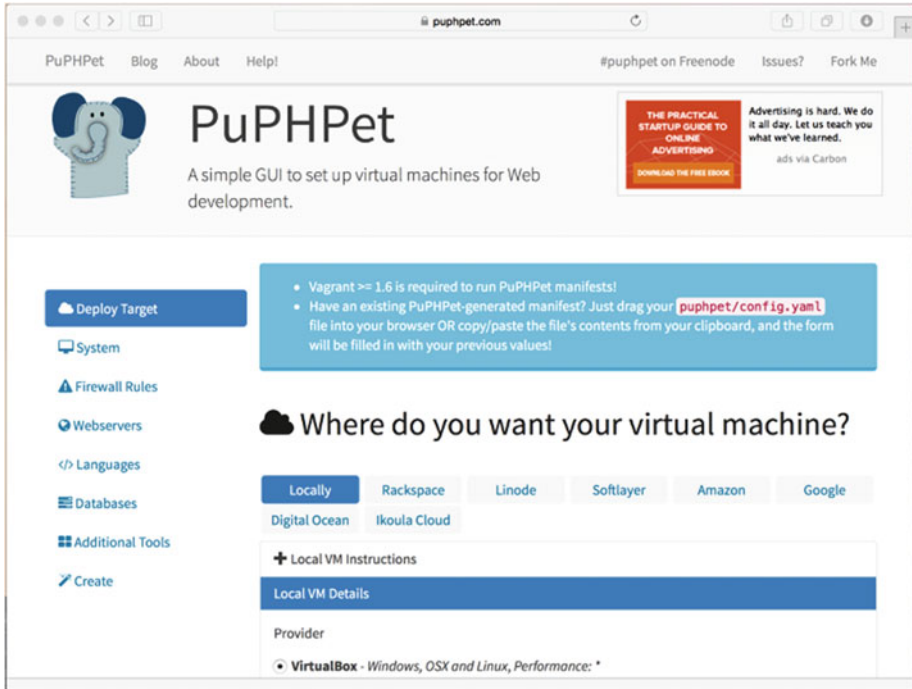 puphpet.com
PuPHPet Blog About Help! #puphpet on Freenode Issues? Fork Me
PuPHPet
A simple GUI to set up virtual machines for Web
development.
THE PRACTICAL
STARTUP GUIDE TO
ONLINE
ADVERTISING
DOWNLOAD THE FREE EBOOK
Advertising is hard. We do
it all day. Let us teach you
what we've learned.
ads via Carbon
Deploy Target
System
Firewall Rules
Webservers
Languages
Databases
Additional Tools
Create
• Vagrant >= 1.6 is required to run PuPHPet manifests!
• Have an existing PuPHPet-generated manifest? Just drag your puphpet/config.yaml
file into your browser OR copy/paste the file's contents from your clipboard, and the form
will be filled in with your previous values!
Where do you want your virtual machine?
Locally Rackspace Linode Softlayer Amazon Google
Digital Ocean Ikoula Cloud
+ Local VM Instructions
Local VM Details
Provider
VirtualBox - Windows, OSX and Linux, Performance: *